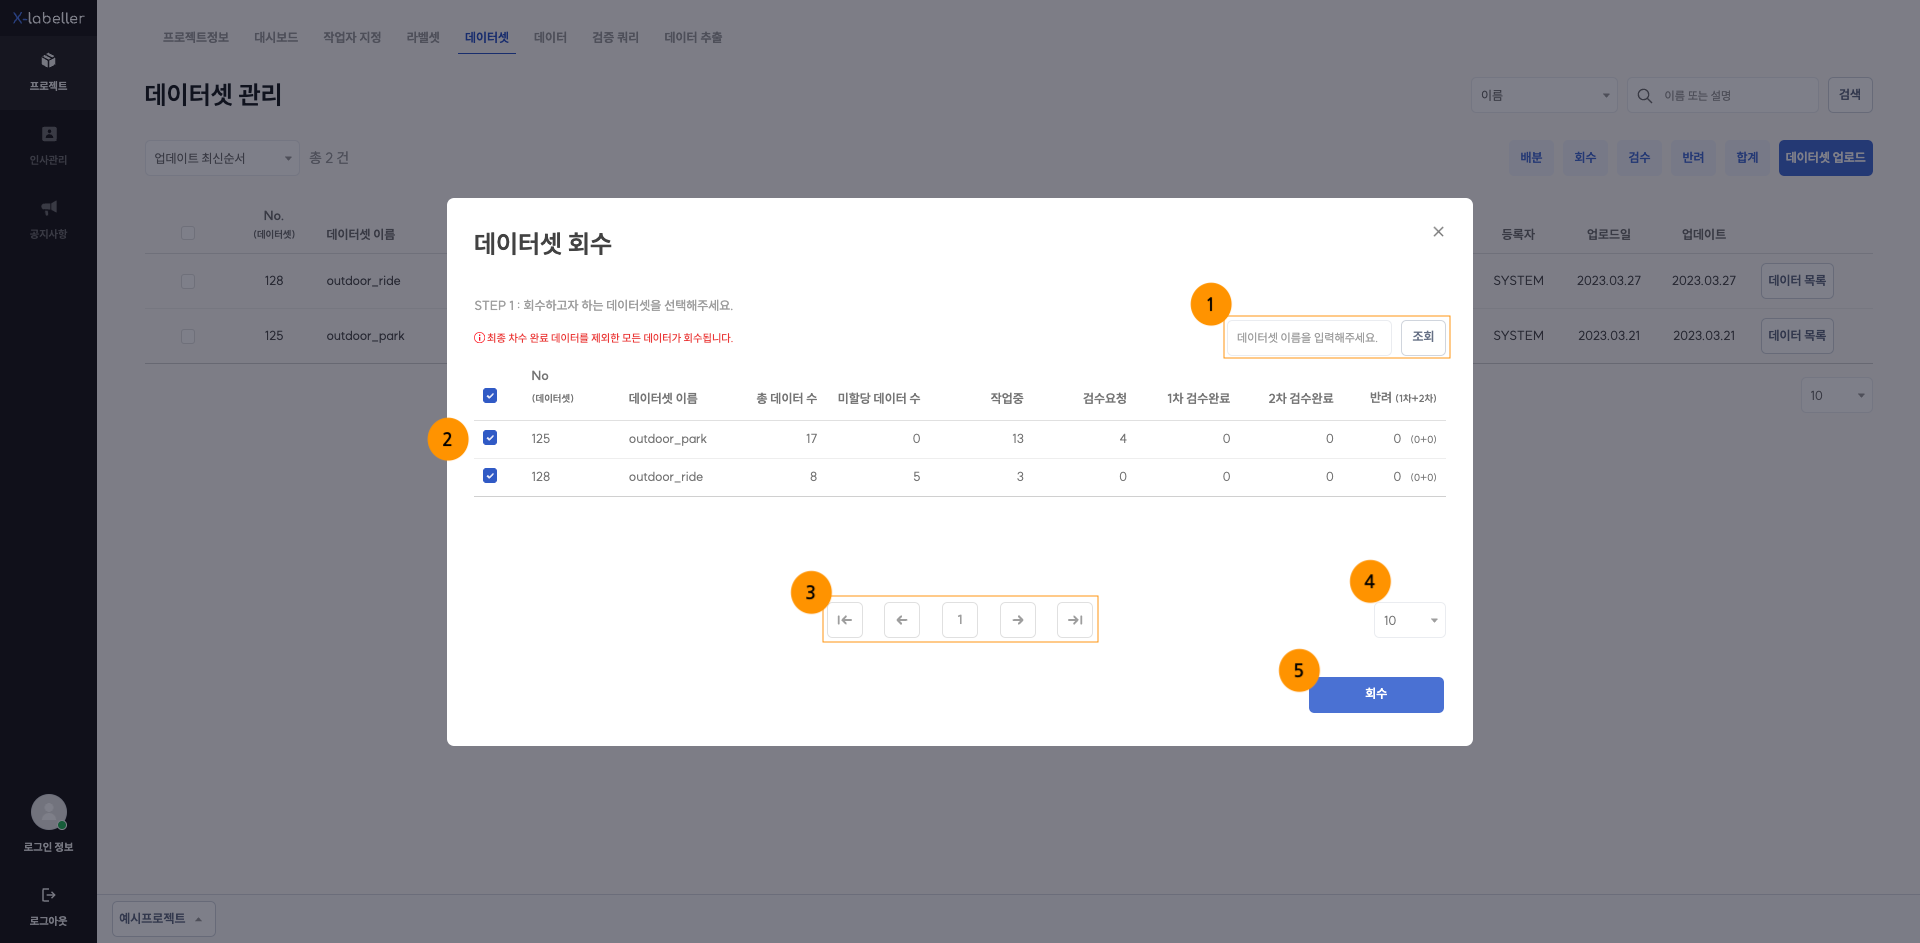 X-labeller
프로젝트
인사관리
공지사항
로그인 정보
로그아웃
프로젝트정보 대시보드 작업자 지정 라벨셋 데이터셋 데이터 검증 쿼리 데이터 추출
데이터셋 관리
이름 이름 또는 설명 검색
업데이트 최신순서 총 2 건
배분 회수 검수 반려 합계 데이터셋 업로드
No.
(데이터셋) 데이터셋 이름 등록자 업로드일 업데이트
128 outdoor_ride SYSTEM 2023.03.27 2023.03.27 데이터 목록
125 outdoor_park SYSTEM 2023.03.21 2023.03.21 데이터 목록
10
데이터셋 회수
STEP 1 : 회수하고자 하는 데이터셋을 선택해주세요.
최종 차수 완료 데이터를 제외한 모든 데이터가 회수됩니다.
1
데이터셋 이름을 입력해주세요. 조회
No
(데이터셋) 데이터셋 이름 총 데이터 수 미할당 데이터 수 작업중 검수요청 1차 검수완료 2차 검수완료 반려 (1차+2차)
2
125 outdoor_park 17 0 13 4 0 0 0 (0+0)
128 outdoor_ride 8 5 3 0 0 0 0 (0+0)
3
1
4
10
5
회수
예시프로젝트